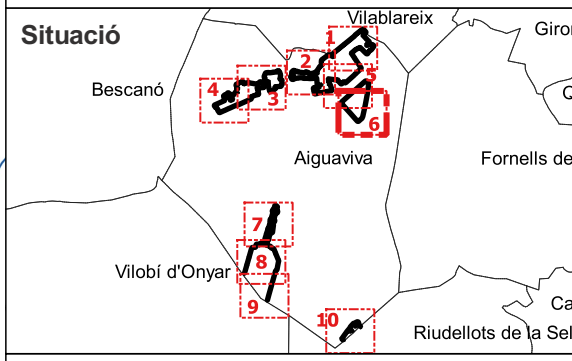 Situació
Vilablareix
Giro
1
2
5
Bescanó
4
3
6
Aiguaviva
Fornells de
7
8
Vilobí d'Onyar
9
10
Ca
Riudellots de la Sel